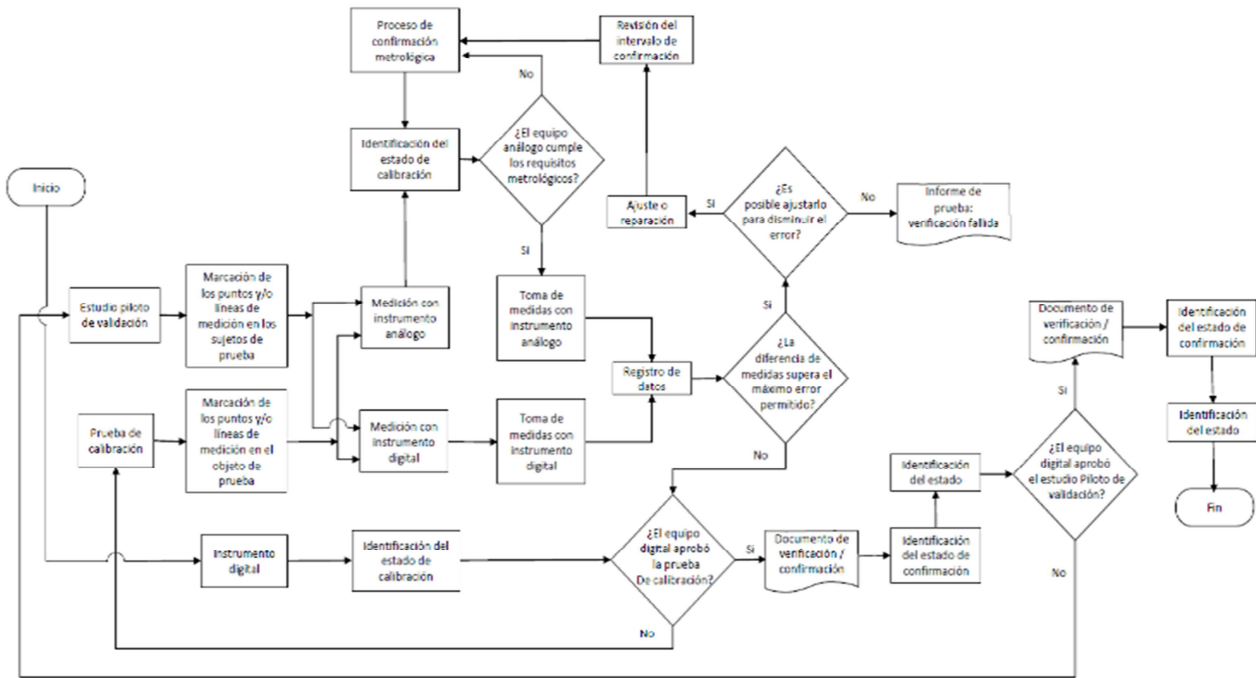 Proceso de
confirmación
metrológica
Revisión del
intervalo de
confirmación
No
Identificación del
estado de
calibración
¿El equipo
análogo cumple
los requisitos
metrológicos?
Inicio
Ajuste o
reparación
Si
¿Es
posible ajustarlo
para disminuir el
error?
No
Informe de
prueba:
verificación fallida
Si
Estudio piloto
de validación
Marcación de
los puntos y/o
líneas de
medición en los
sujetos de
prueba
Medición con
instrumento
análogo
Toma de
medidas con
instrumento
análogo
Si
Documento de
verificación /
confirmación
Identificación
del estado de
confirmación
Registro de
datos
¿La
diferencia de
medidas supera el
máximo error
permitido?
Si
Prueba de
calibración
Marcación de
los puntos y/o
líneas de
medición en el
objeto de
prueba
Medición con
instrumento
digital
Toma de
medidas con
instrumento
digital
Identificación
del estado
No
Identificación
del estado
¿El equipo
digital aprobó
el estudio Piloto de
validación?
Fin
Instrumento
digital
Identificación del
estado de
calibración
¿El equipo
digital aprobó
la prueba
De calibración?
Si
Documento de
verificación /
confirmación
Identificación
del estado de
confirmación
No
No